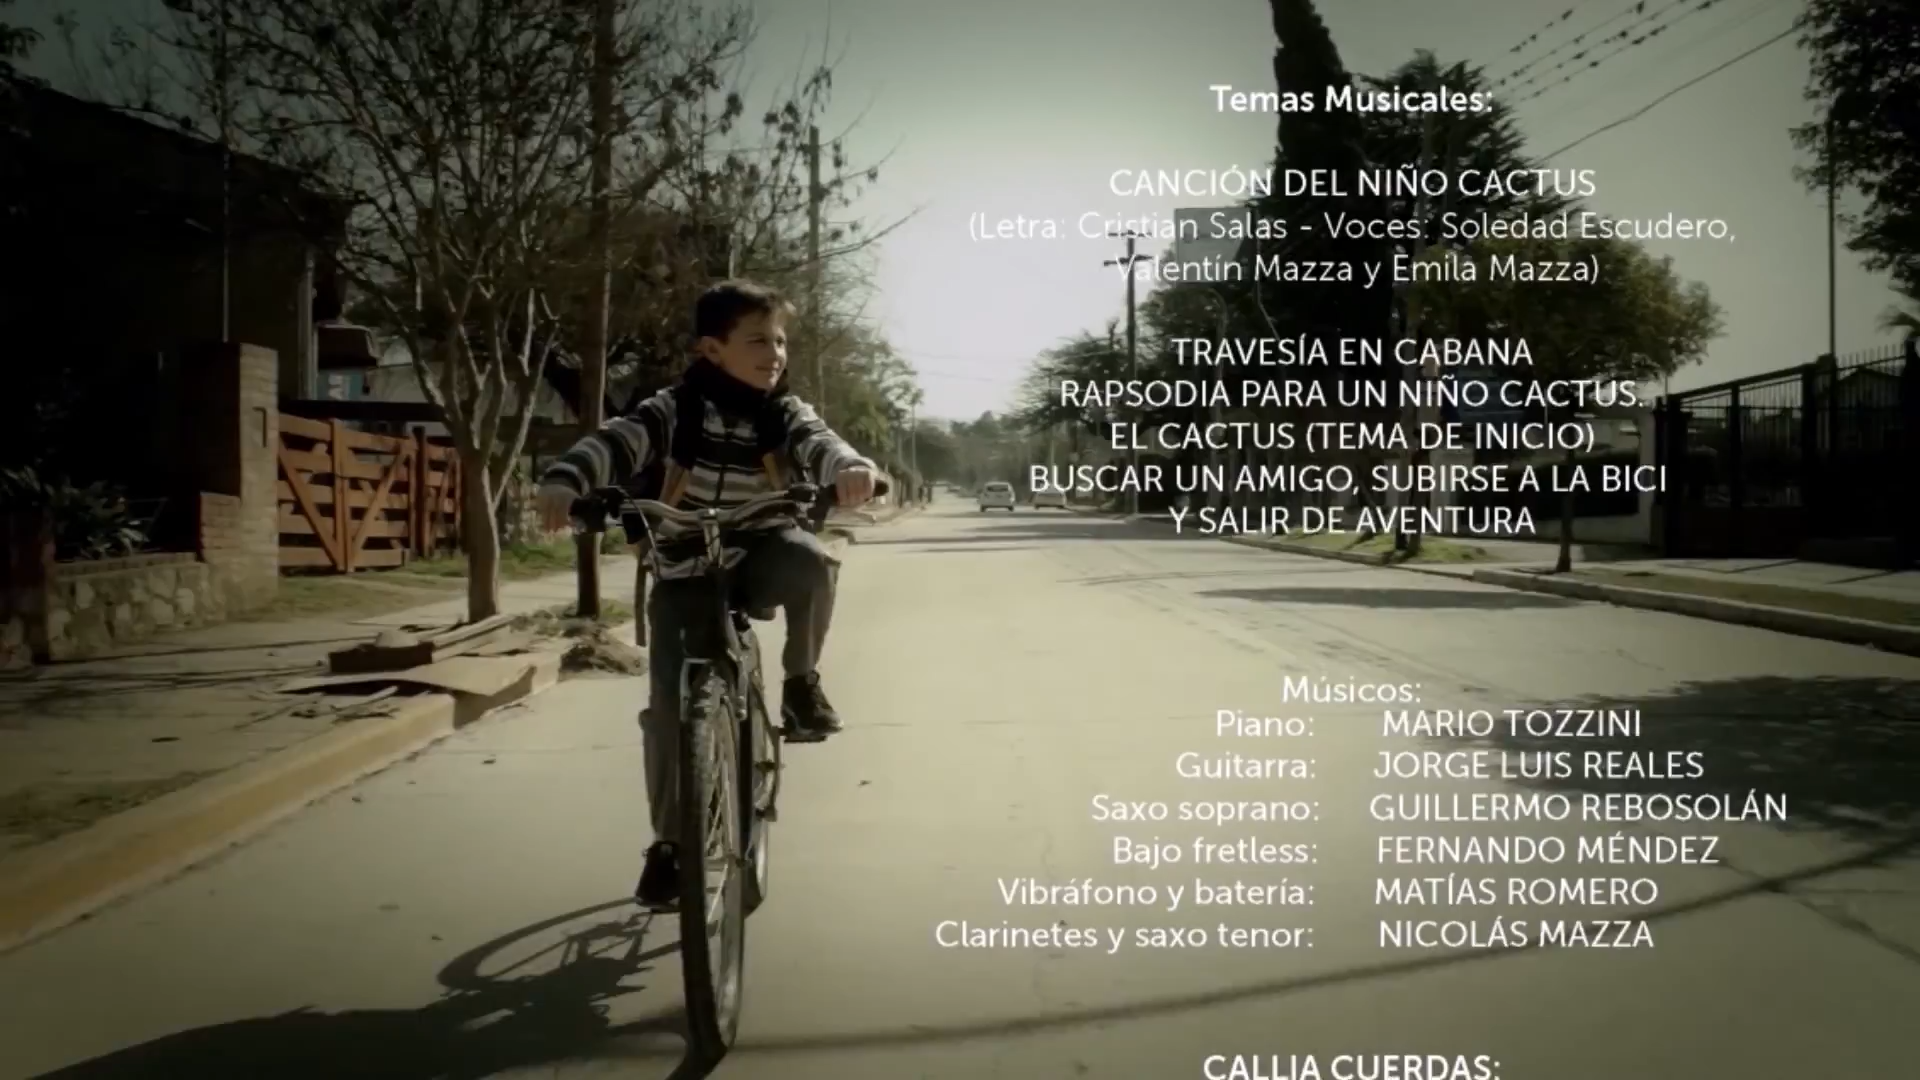 Temas Musicales:
CANCIÓN DEL NIÑO CACTUS
(Letra: Cristian Salas - Voces: Soledad Escudero,
Valentín Mazza y Emila Mazza)
TRAVESÍA EN CABANA
RAPSODIA PARA UN NIÑO CACTUS.
EL CACTUS (TEMA DE INICIO)
BUSCAR UN AMIGO, SUBIRSE A LA BICI
Y SALIR DE AVENTURA
Músicos:
Piano: MARIO TOZZINI
Guitarra: JORGE LUIS REALES
Saxo soprano: GUILLERMO REBOSOLÁN
Bajo fretless: FERNANDO MÉNDEZ
Vibráfono y batería: MATÍAS ROMERO
Clarinetes y saxo tenor: NICOLÁS MAZZA
CALLIA CUERDAS: